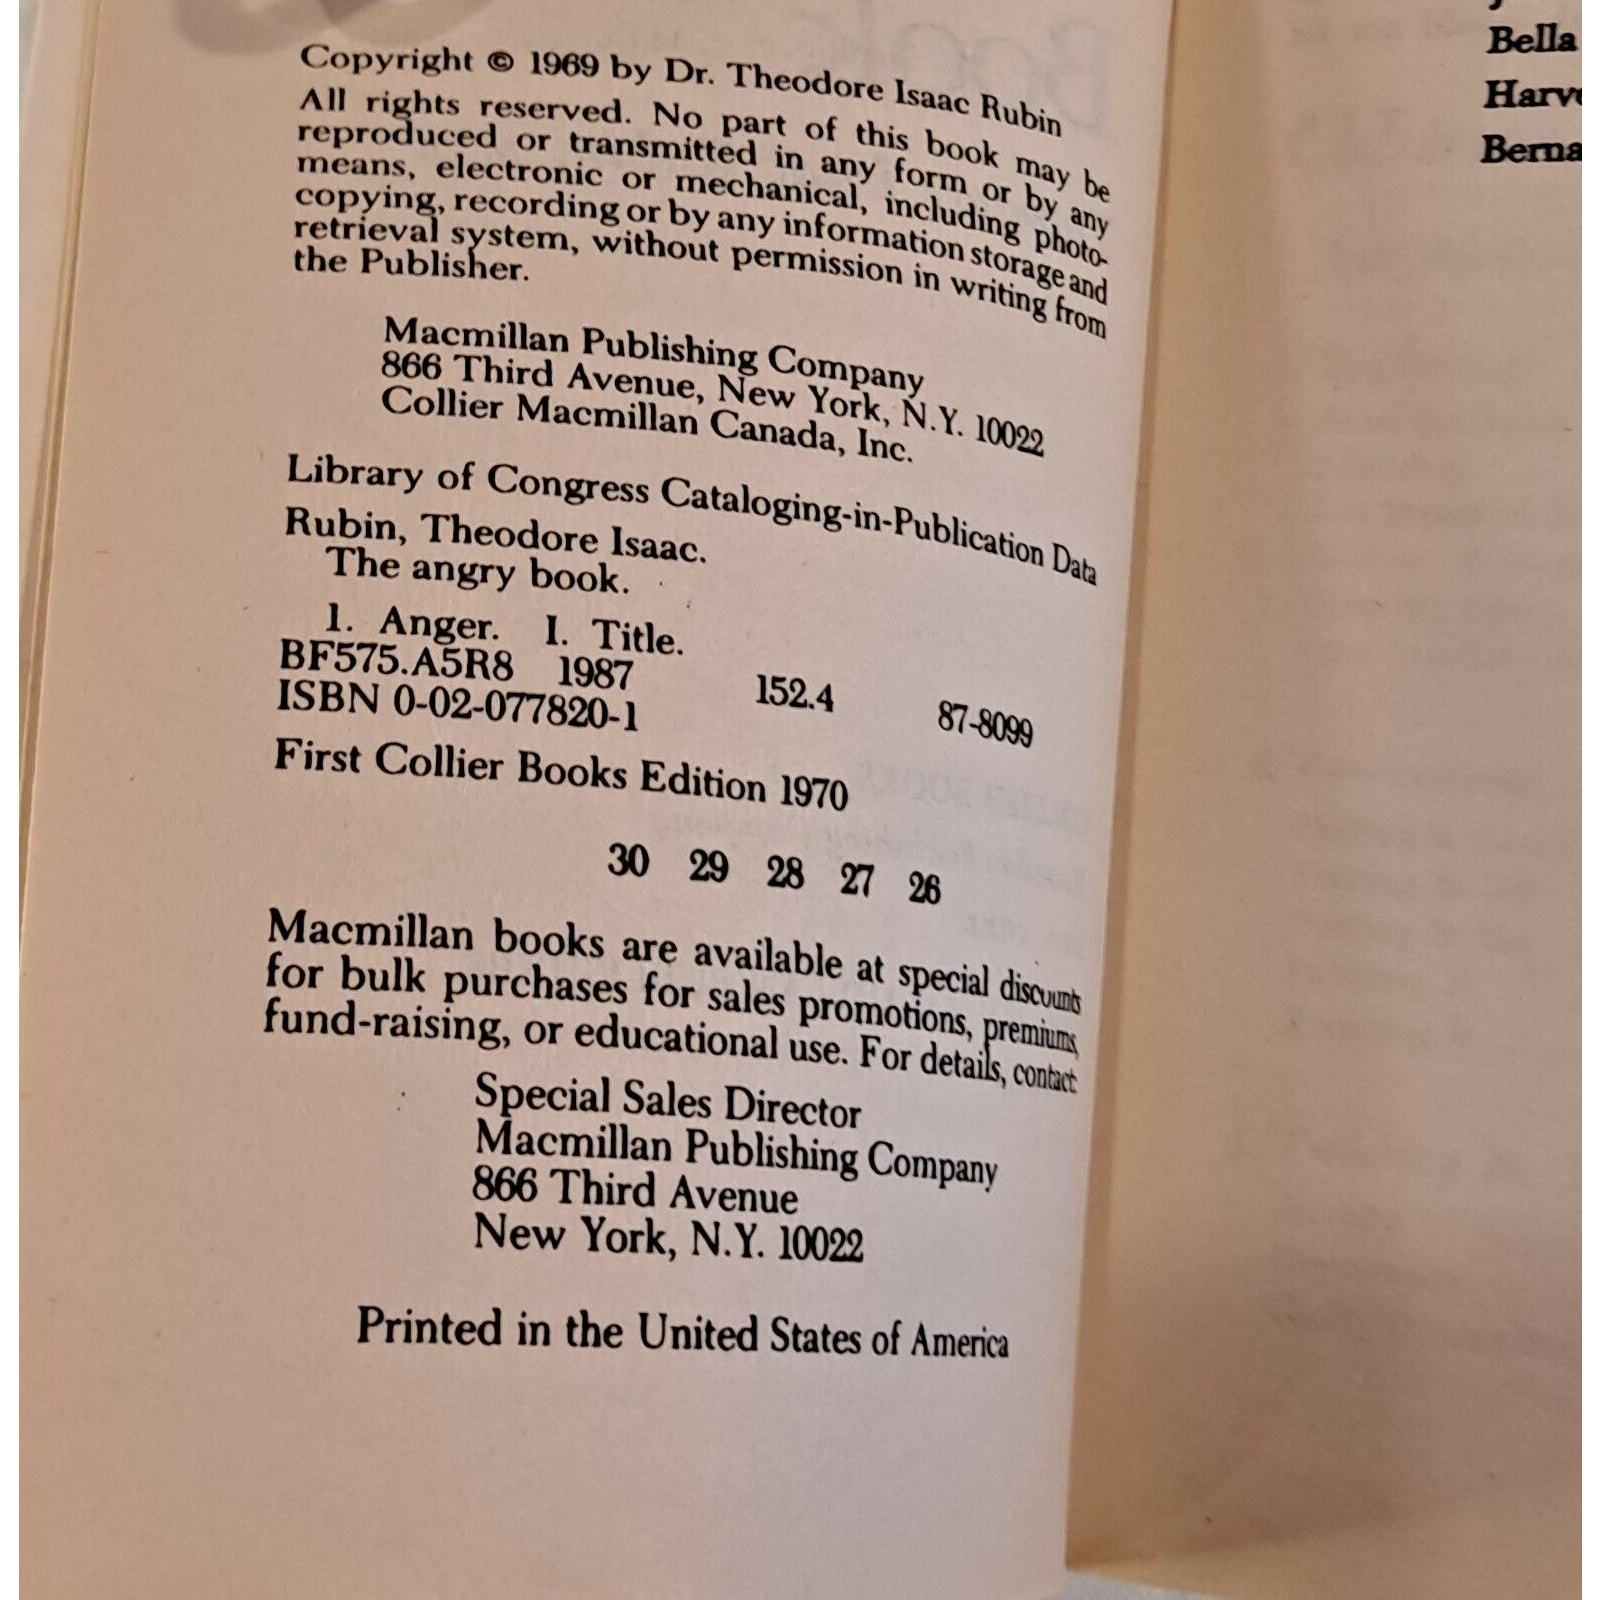 Copyright © 1969 by Dr. Theodore Isaac Rubin
All rights reserved. No part of this book may be
reproduced or transmitted in any form or by any
means, electronic or mechanical, including photo-
copying, recording or by any information storage and
retrieval system, without permission in writing from
the Publisher.
Macmillan Publishing Company
866 Third Avenue, New York, N.Y. 10022
Collier Macmillan Canada, Inc.
Library of Congress Cataloging-in-Publication Data
Rubin, Theodore Isaac.
The angry book.
1. Anger. I. Title.
BF575.A5R8 1987 152.4 87-8099
ISBN 0-02-077820-1
First Collier Books Edition 1970
30 29 28 27 26
Macmillan books are available at special discounts
for bulk purchases for sales promotions, premiums,
fund-raising, or educational use. For details, contact:
Special Sales Director
Macmillan Publishing Company
866 Third Avenue
New York, N.Y. 10022
Printed in the United States of America
Bella